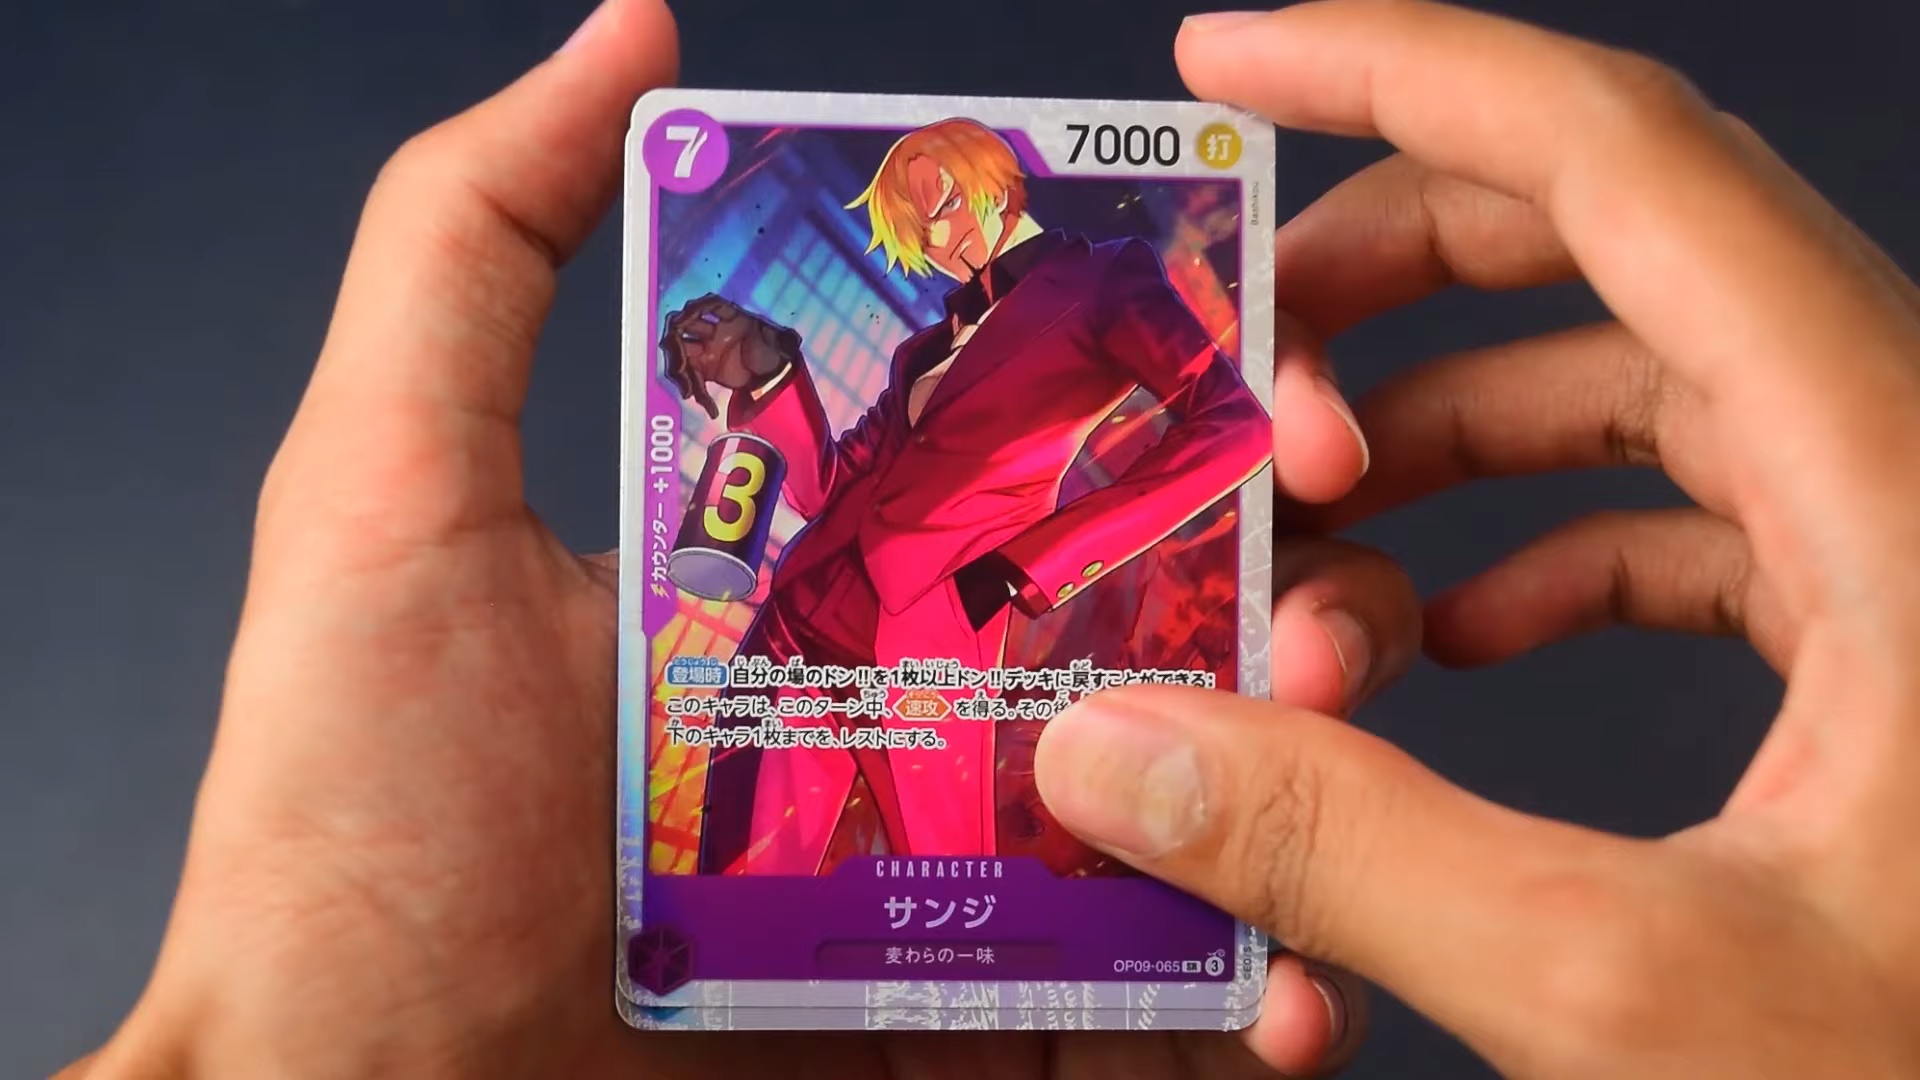 7
7000 打
Bashikou
カウンター +1000
3
登場時 自分の場のドン!!を1枚以上ドン!!デッキに戻すことができる:
このキャラは、このターン中、速攻を得る。その後
下のキャラ1枚までを、レストにする。
CHARACTER
サンジ
麦わらの一味
OP09-065 SR 3